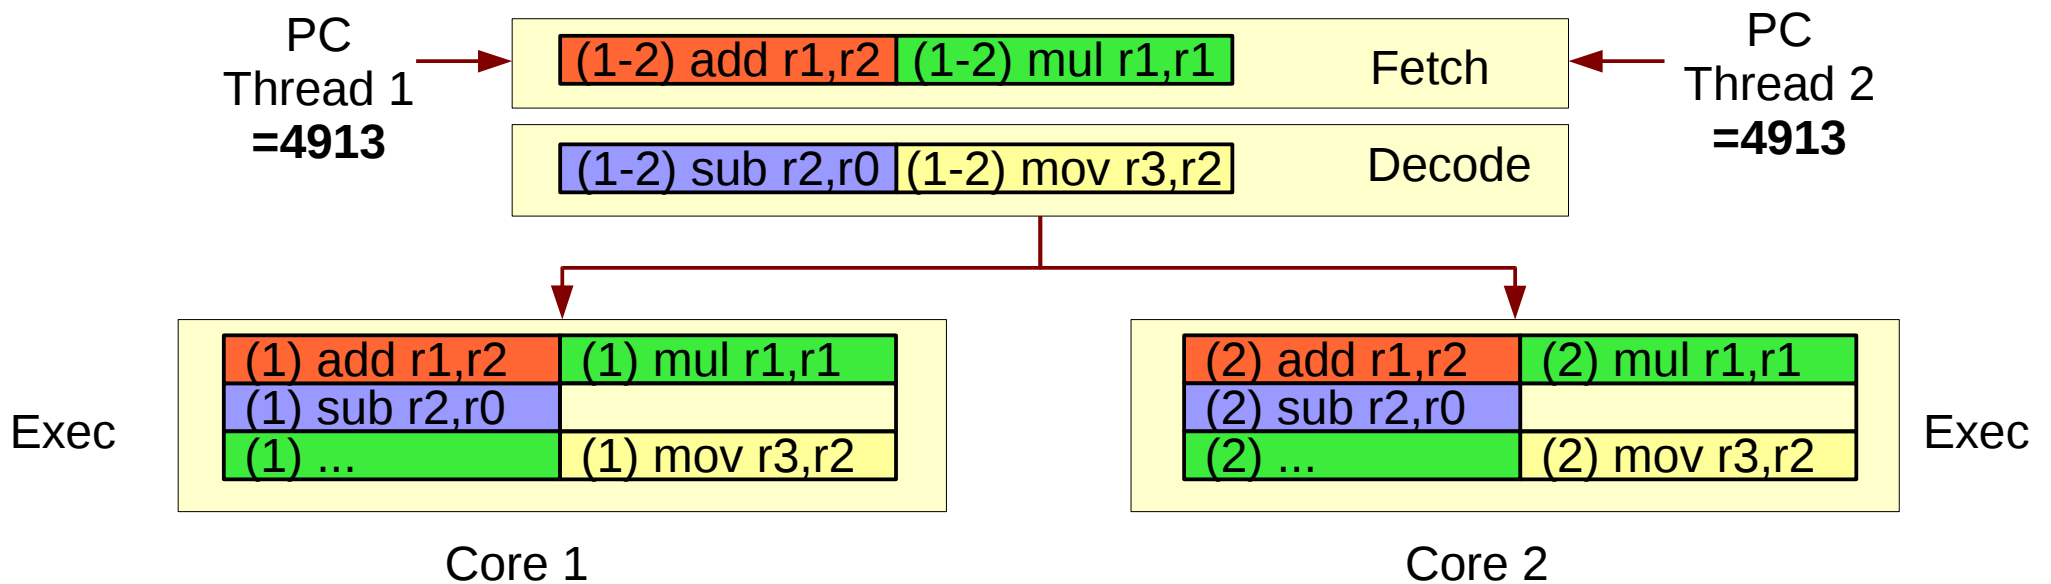 PC
Thread 1
=4913
(1-2) add r1,r2 (1-2) mul r1,r1
Fetch
PC
Thread 2
=4913
(1-2) sub r2,r0 (1-2) mov r3,r2
Decode
Exec
(1) add r1,r2 (1) mul r1,r1
(1) sub r2,r0
(1) ... (1) mov r3,r2
Core 1
(2) add r1,r2 (2) mul r1,r1
(2) sub r2,r0
(2) ... (2) mov r3,r2
Exec
Core 2